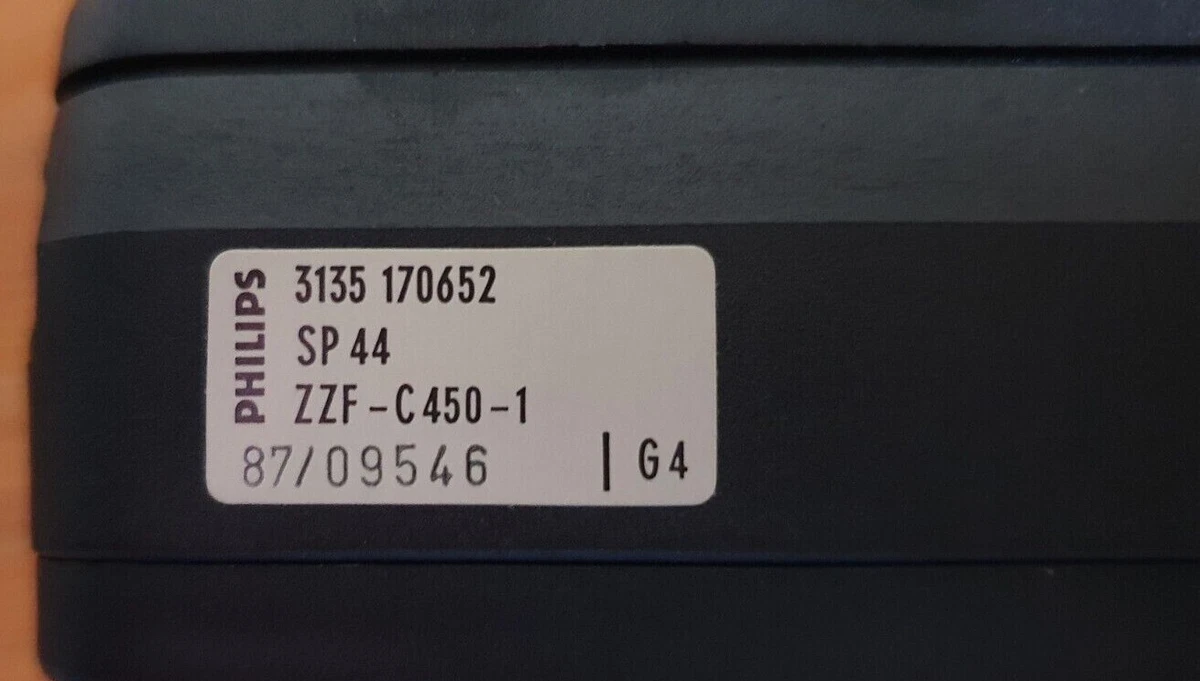 PHILIPS
3135 170652
SP 44
ZZF-C450-1
87/09546 | G4